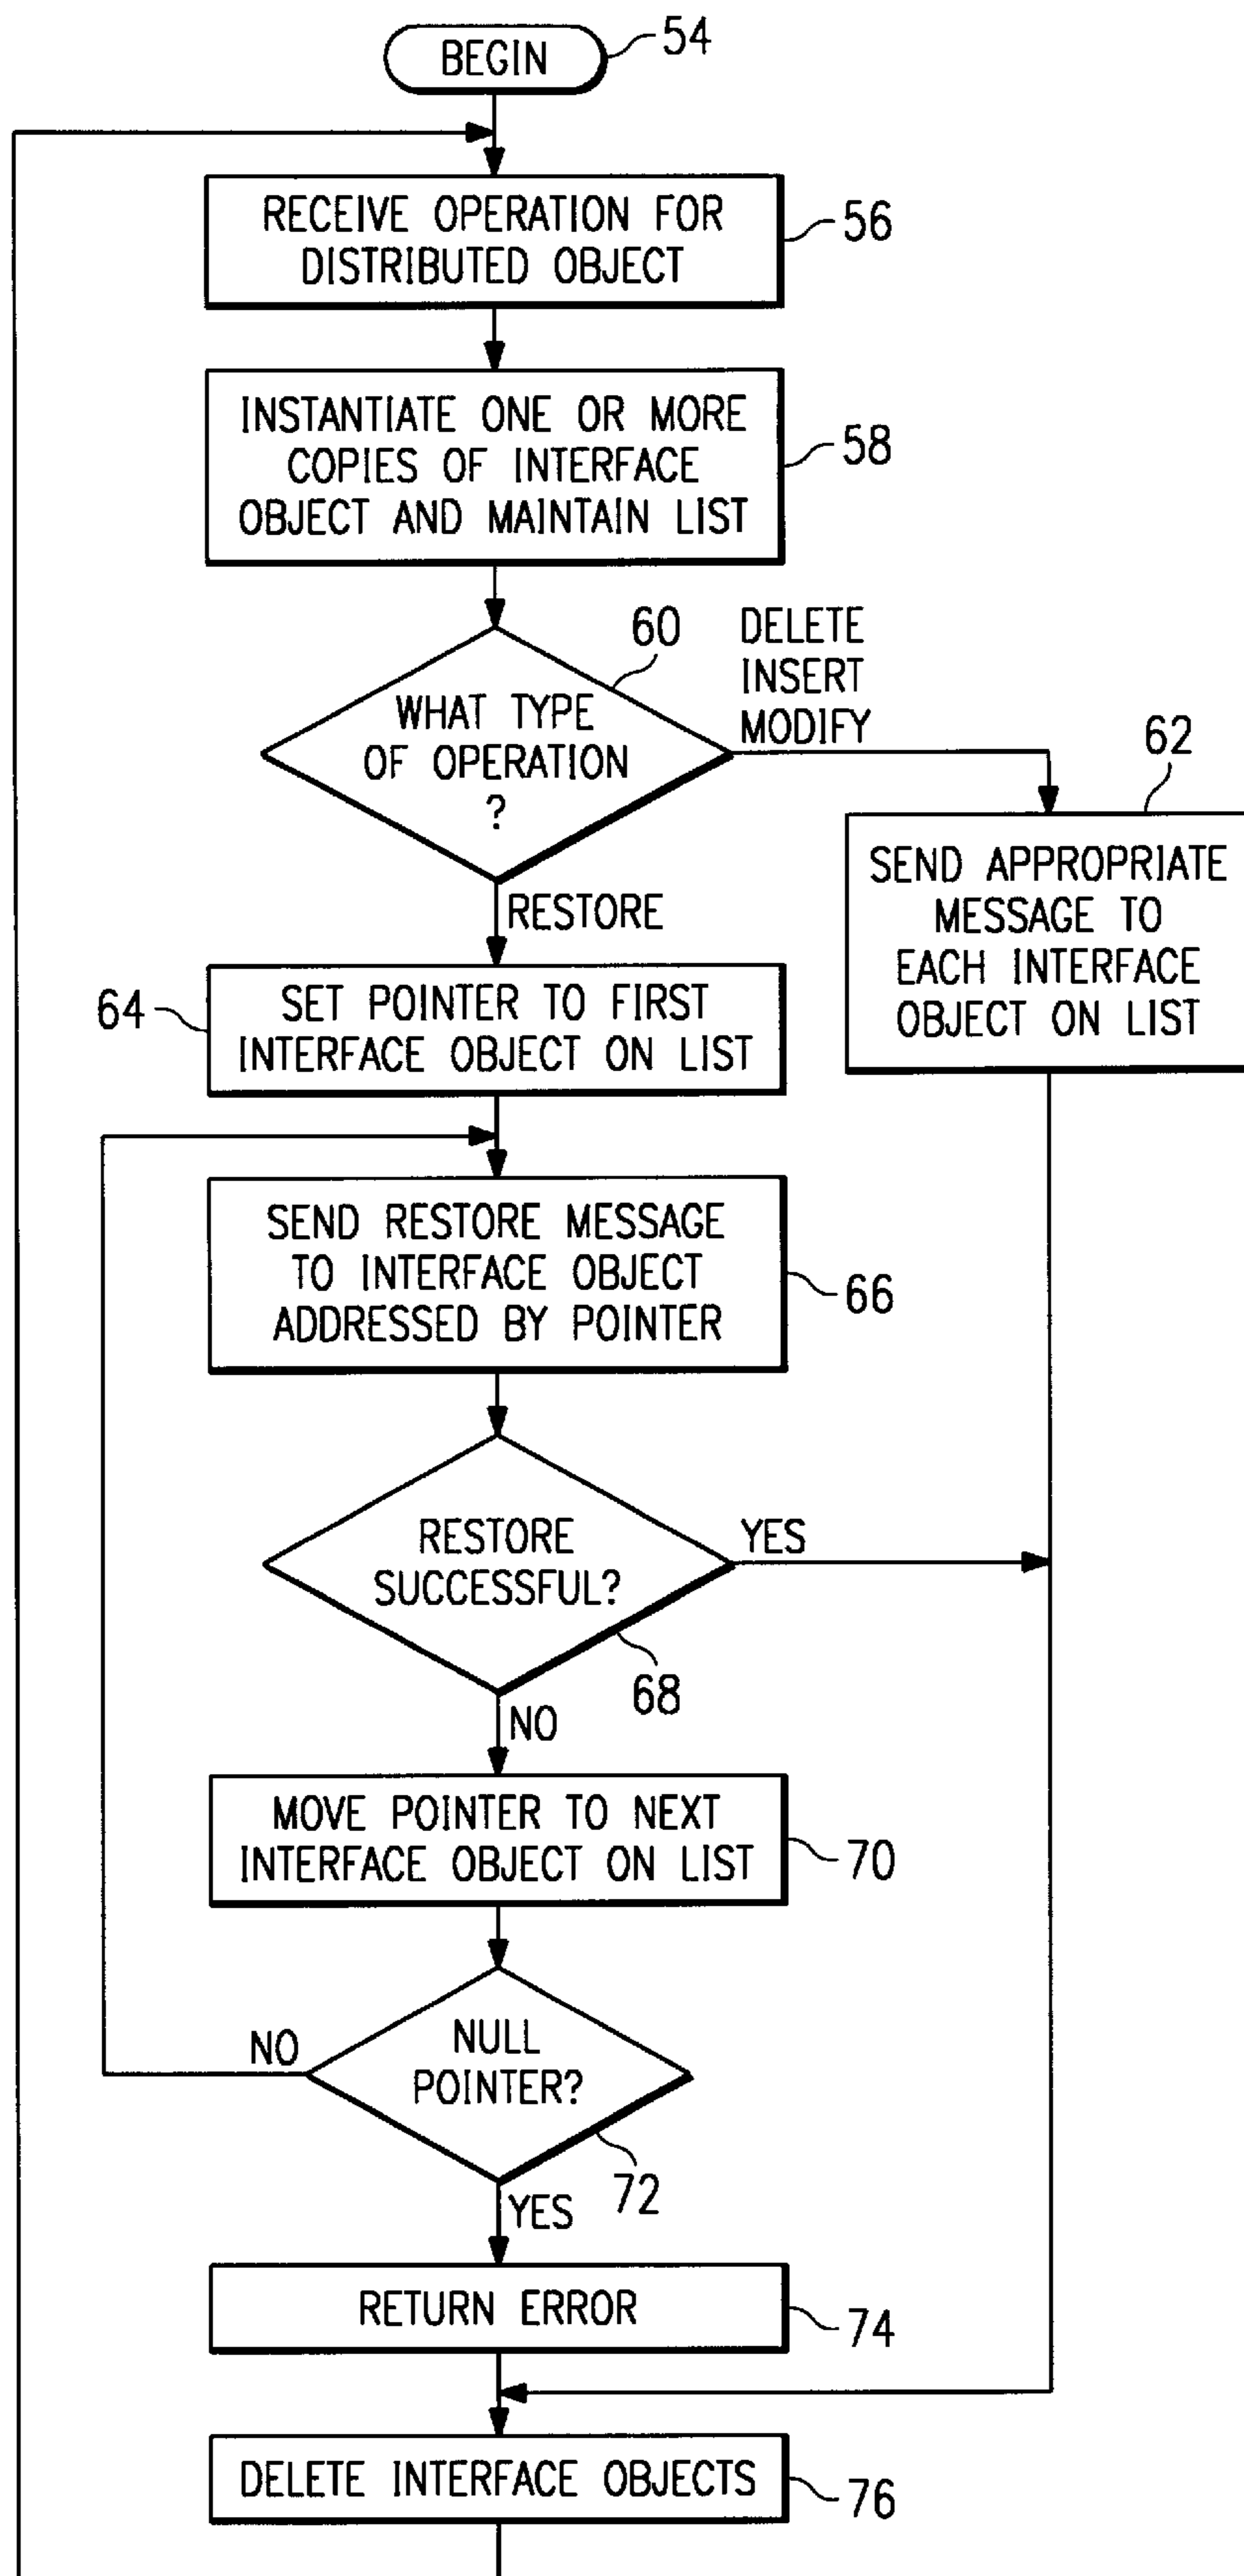 BEGIN
54
RECEIVE OPERATION FOR
DISTRIBUTED OBJECT
56
INSTANTIATE ONE OR MORE
COPIES OF INTERFACE
OBJECT AND MAINTAIN LIST
58
WHAT TYPE
OF OPERATION
?
60
DELETE
INSERT
MODIFY
62
SEND APPROPRIATE
MESSAGE TO
EACH INTERFACE
OBJECT ON LIST
RESTORE
64
SET POINTER TO FIRST
INTERFACE OBJECT ON LIST
SEND RESTORE MESSAGE
TO INTERFACE OBJECT
ADDRESSED BY POINTER
66
RESTORE
SUCCESSFUL?
YES
68
NO
MOVE POINTER TO NEXT
INTERFACE OBJECT ON LIST
70
NULL
POINTER?
NO
72
YES
RETURN ERROR
74
DELETE INTERFACE OBJECTS
76